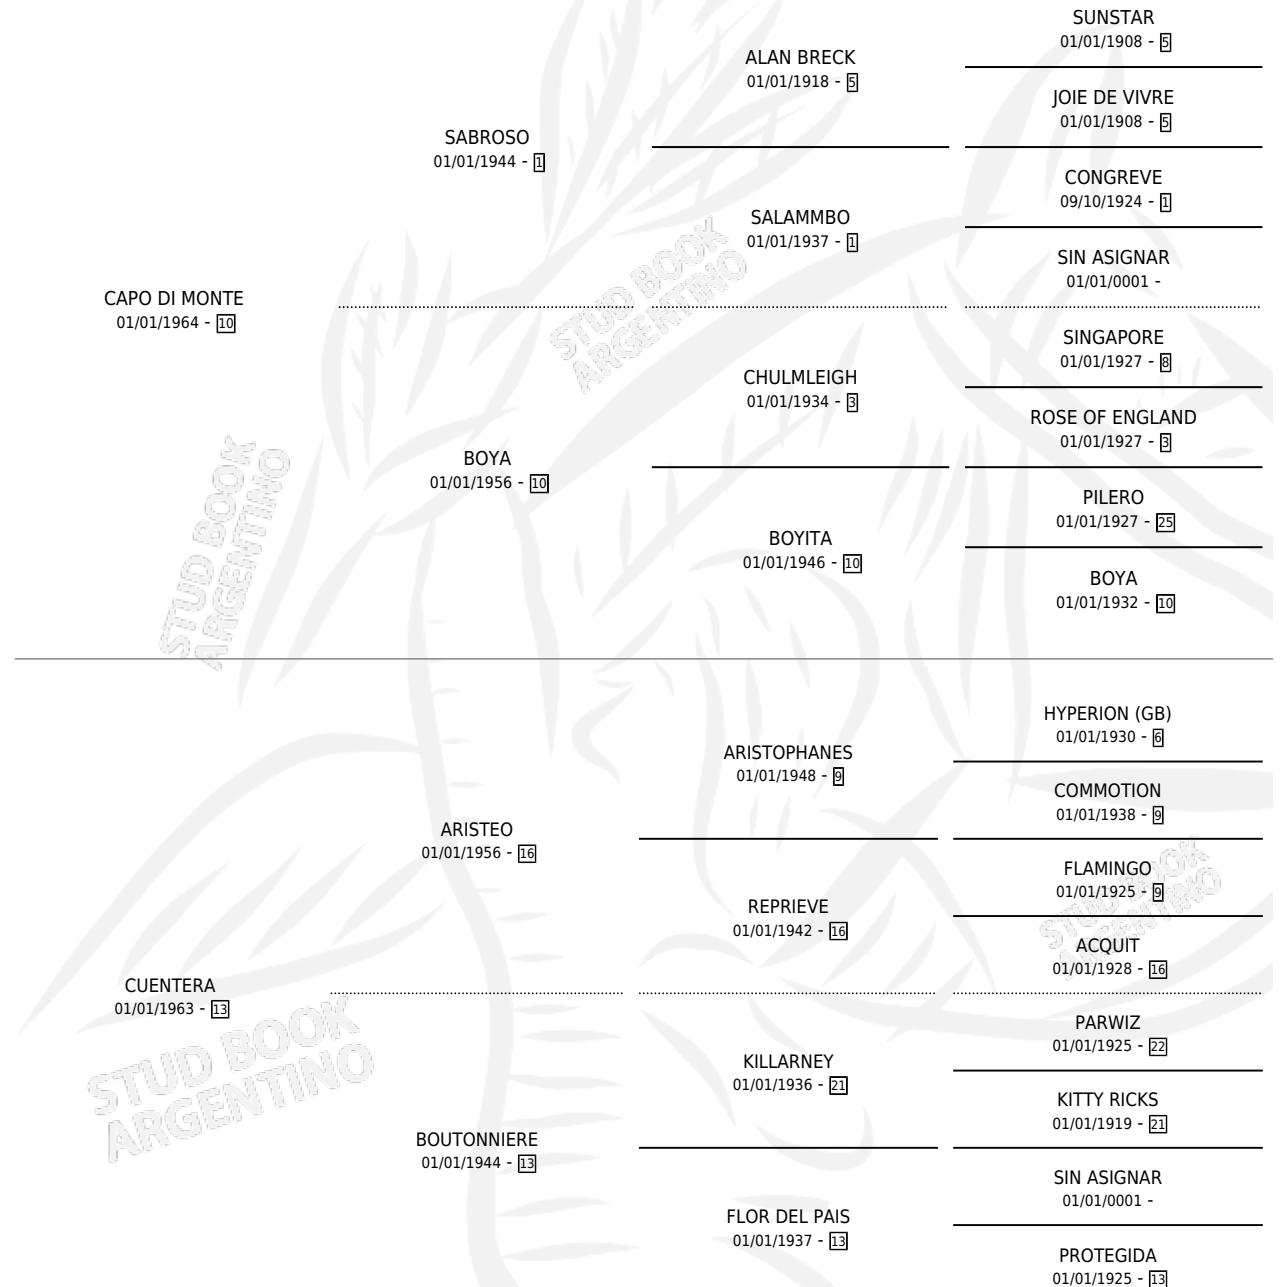 SUNSTAR
01/01/1908 - 5
ALAN BRECK
01/01/1918 - 5
JOIE DE VIVRE
01/01/1908 - 5
SABROSO
01/01/1944 - 1
CONGREVE
09/10/1924 - 1
SALAMMBO
01/01/1937 - 1
SIN ASIGNAR
01/01/0001 -
CAPO DI MONTE
01/01/1964 - 10
SINGAPORE
01/01/1927 - 8
CHULMLEIGH
01/01/1934 - 3
ROSE OF ENGLAND
01/01/1927 - 3
BOYA
01/01/1956 - 10
PILERO
01/01/1927 - 25
BOYITA
01/01/1946 - 10
BOYA
01/01/1932 - 10
HYPERION (GB)
01/01/1930 - 6
ARISTOPHANES
01/01/1948 - 9
COMMOTION
01/01/1938 - 9
ARISTEO
01/01/1956 - 16
FLAMINGO
01/01/1925 - 9
REPRIEVE
01/01/1942 - 16
ACQUIT
01/01/1928 - 16
CUENTERA
01/01/1963 - 13
PARWIZ
01/01/1925 - 22
KILLARNEY
01/01/1936 - 21
KITTY RICKS
01/01/1919 - 21
BOUTONNIERE
01/01/1944 - 13
SIN ASIGNAR
01/01/0001 -
FLOR DEL PAIS
01/01/1937 - 13
PROTEGIDA
01/01/1925 - 13
STUD BOOK
ARGENTINO
STUD BOOK
ARGENTINO
STUD BOOK
ARGENTINO
STUD BOOK
ARGENTINO